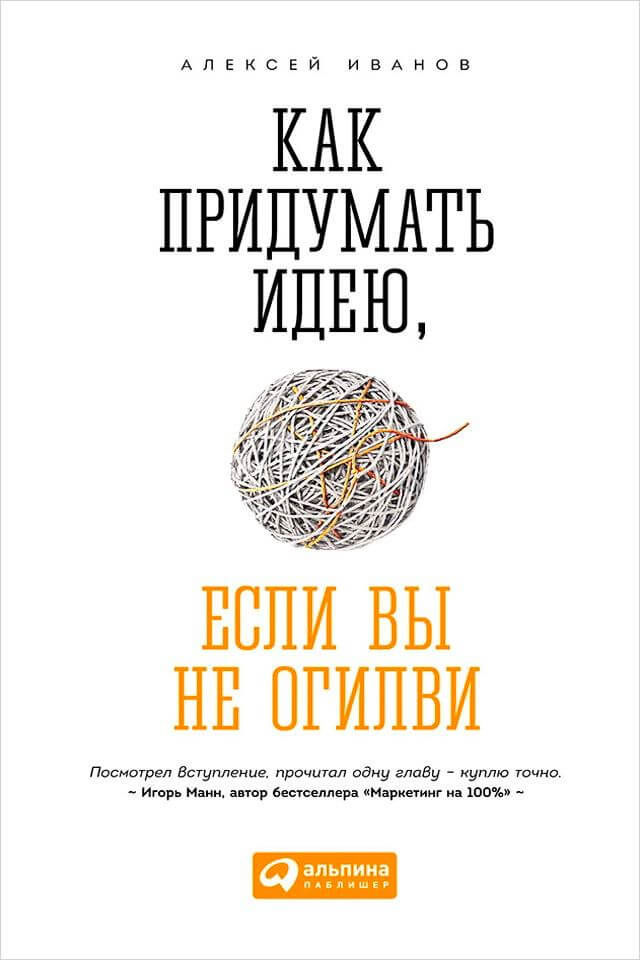 АЛЕКСЕЙ ИВАНОВ
КАК
ПРИДУМАТЬ
ИДЕЮ,
ЕСЛИ ВЫ
НЕ ОГИЛВИ
Посмотрел вступление, прочитал одну главу – куплю точно.
~ Игорь Манн, автор бестселлера «Маркетинг на 100%» ~
альпина
ПАБЛИШЕР